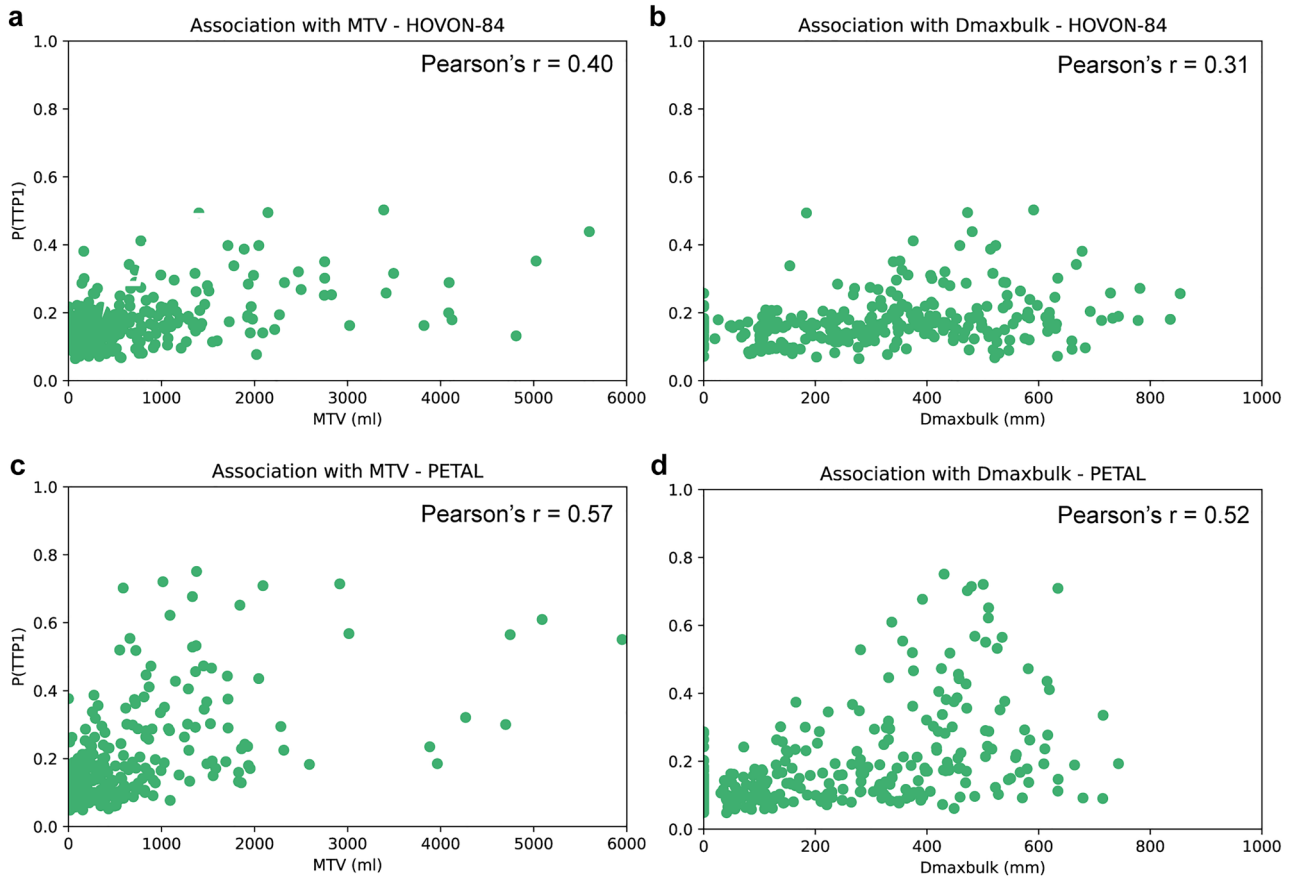 a
Association with MTV - HOVON-84
Pearson’s r = 0.40
1.0
0.8
0.6
0.4
0.2
0.0
P(TTP1)
0 1000 2000 3000 4000 5000 6000
MTV (ml)
b
Association with Dmaxbulk - HOVON-84
Pearson’s r = 0.31
1.0
0.8
0.6
0.4
0.2
0.0
0 200 400 600 800 1000
Dmaxbulk (mm)
c
Association with MTV - PETAL
Pearson’s r = 0.57
1.0
0.8
0.6
0.4
0.2
0.0
P(TTP1)
0 1000 2000 3000 4000 5000 6000
MTV (ml)
d
Association with Dmaxbulk - PETAL
Pearson’s r = 0.52
1.0
0.8
0.6
0.4
0.2
0.0
0 200 400 600 800 1000
Dmaxbulk (mm)